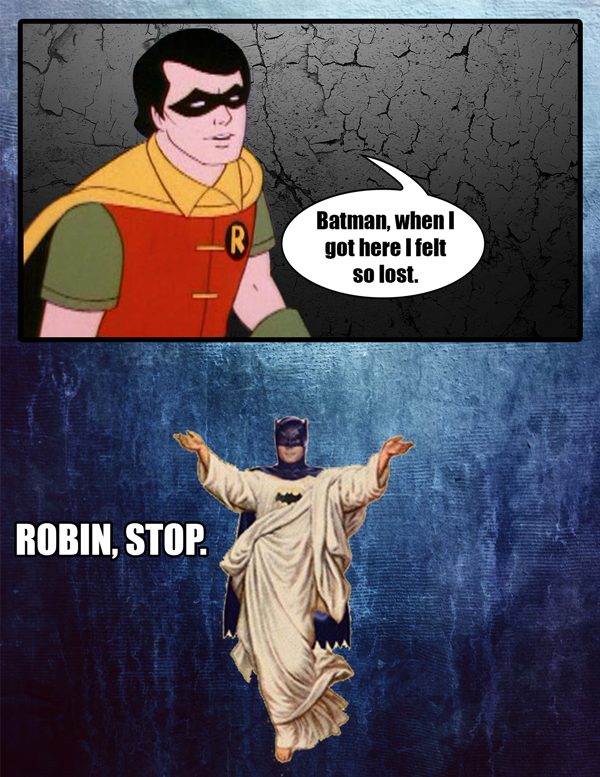 R
Batman, when I
got here I felt
so lost.
ROBIN, STOP.